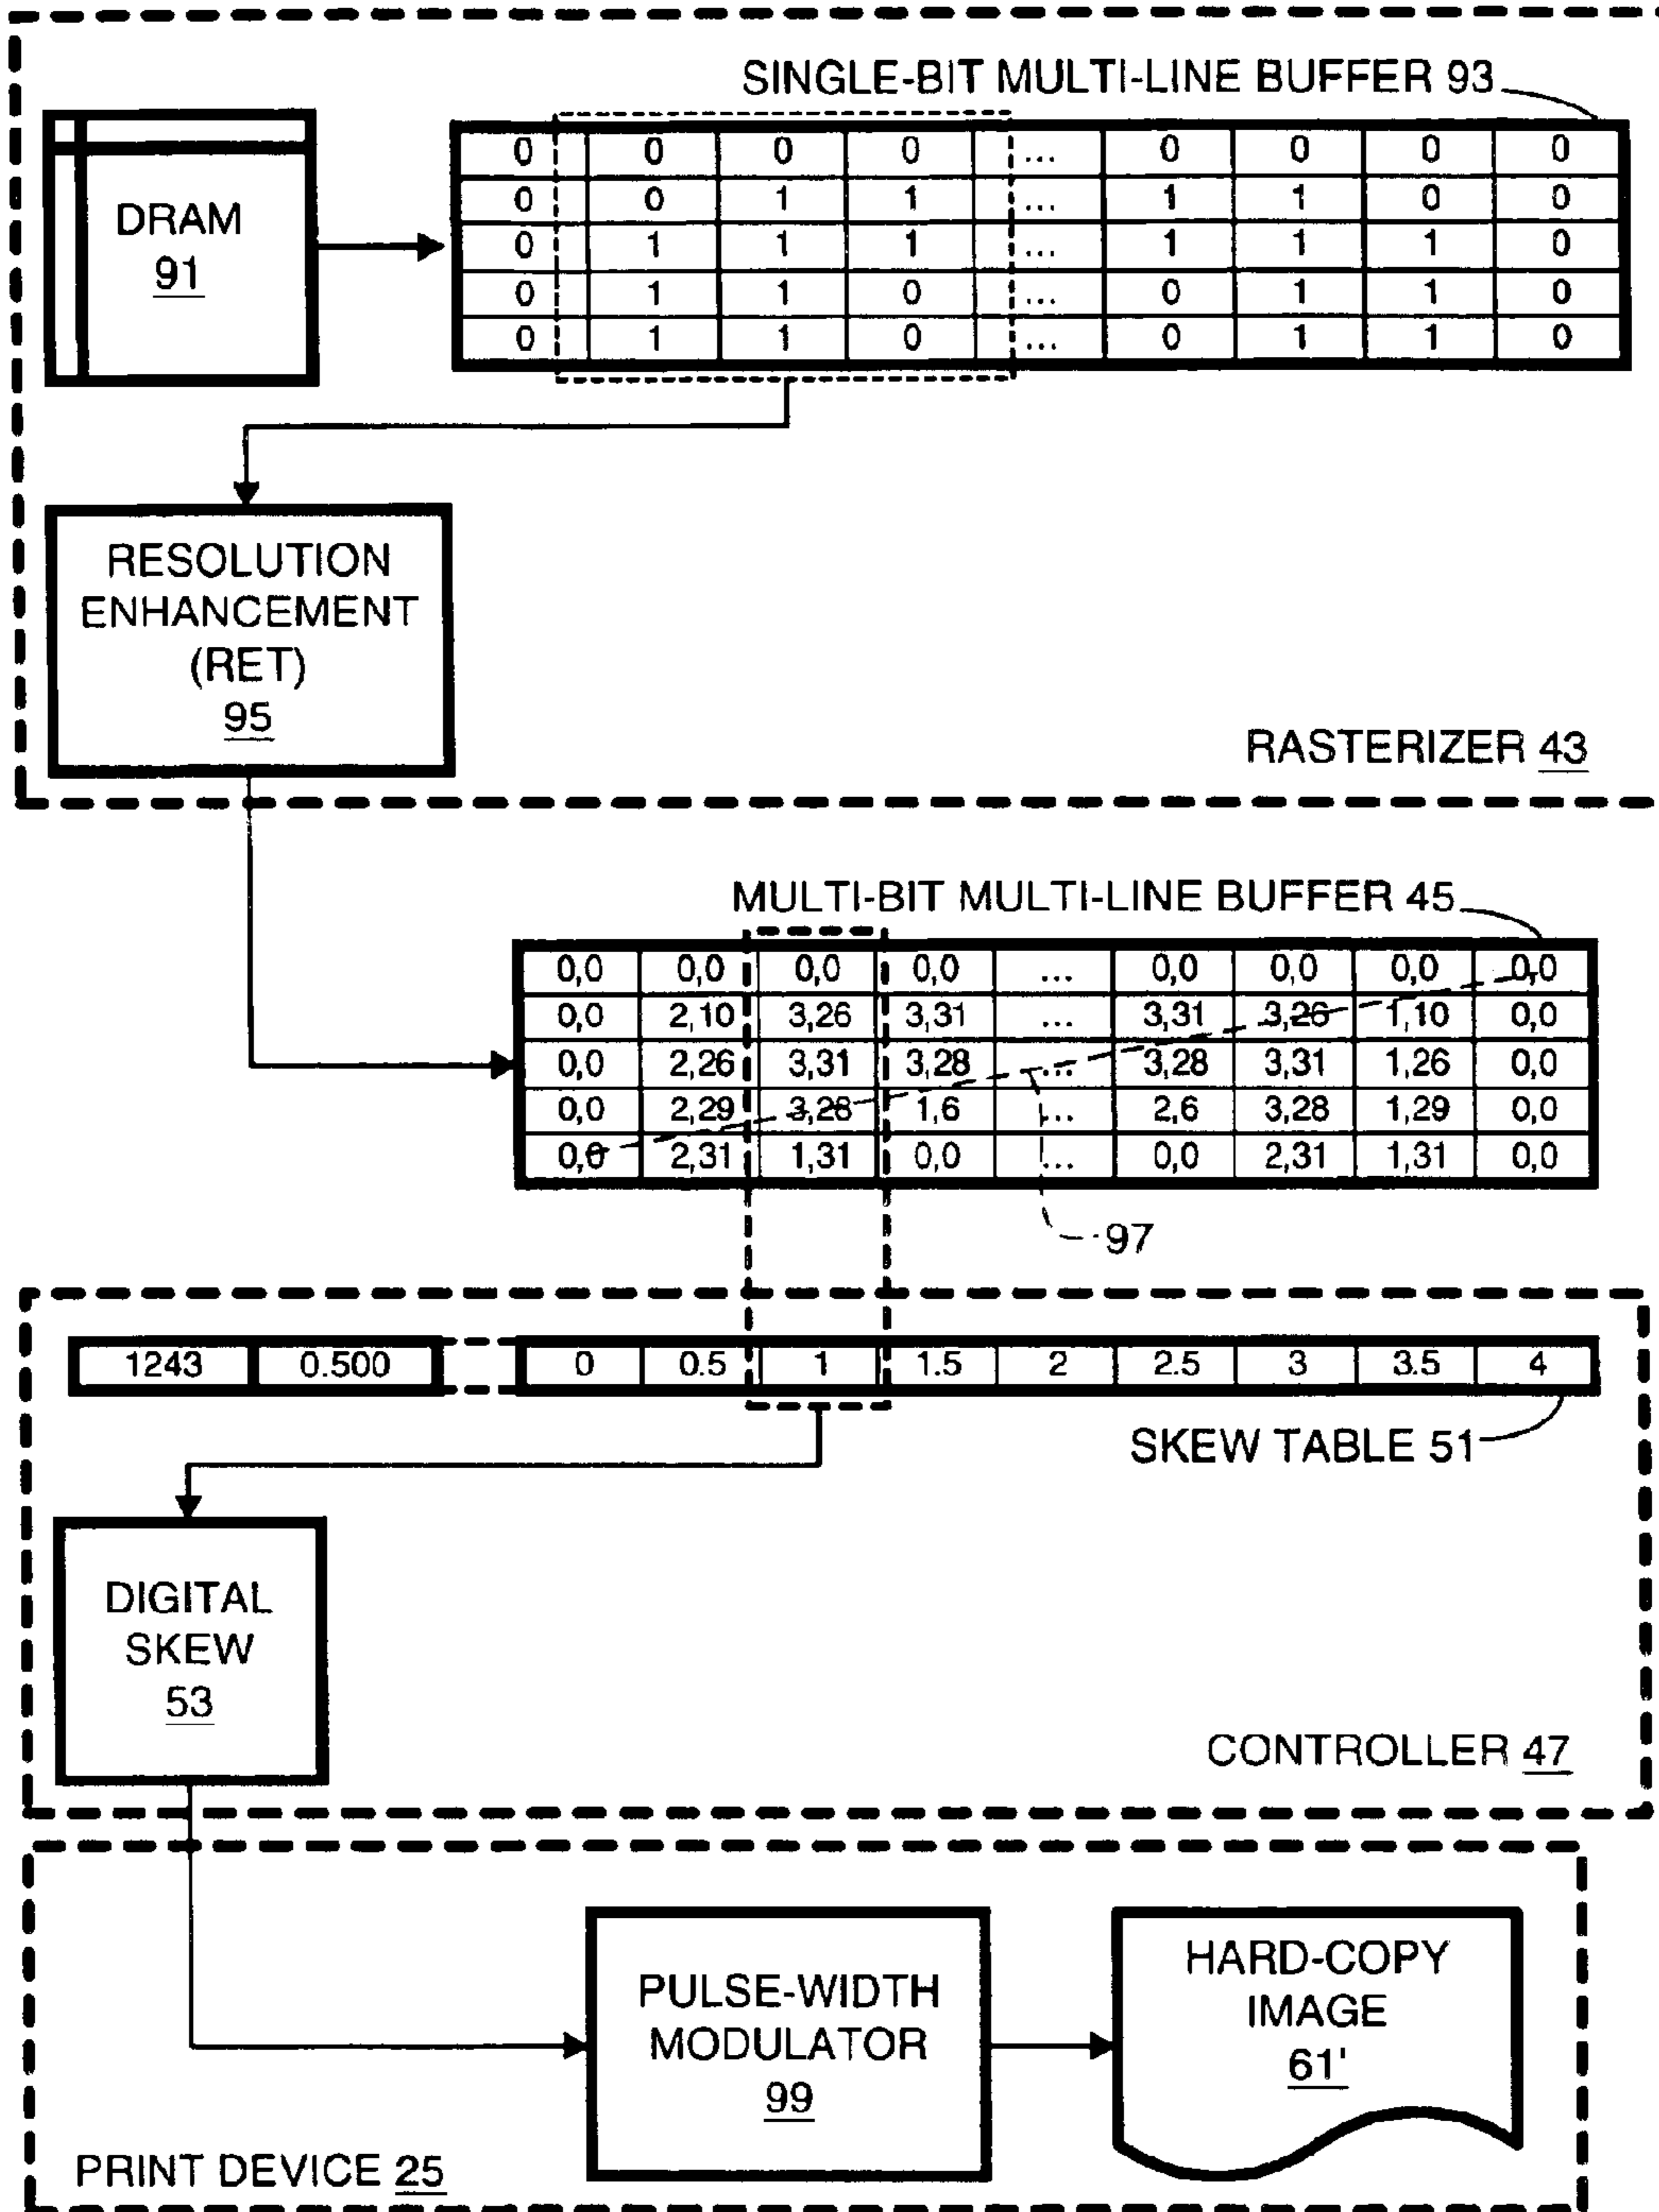 SINGLE-BIT MULTI-LINE BUFFER 93
DRAM
91
0 0 0 0 ... 0 0 0 0
0 0 1 1 ... 1 1 0 0
0 1 1 1 ... 1 1 1 0
0 1 1 0 ... 0 1 1 0
0 1 1 0 ... 0 1 1 0
RESOLUTION
ENHANCEMENT
(RET)
95
RASTERIZER 43
MULTI-BIT MULTI-LINE BUFFER 45
0,0 0,0 0,0 0,0 ... 0,0 0,0 0,0 0,0
0,0 2,10 3,26 3,31 ... 3,31 3,26 1,10 0,0
0,0 2,26 3,31 3,28 ... 3,28 3,31 1,26 0,0
0,0 2,29 3,28 1,6 ... 2,6 3,28 1,29 0,0
0,0 2,31 1,31 0,0 ... 0,0 2,31 1,31 0,0
97
1243 0.500 0 0.5 1 1.5 2 2.5 3 3.5 4
SKEW TABLE 51
DIGITAL
SKEW
53
CONTROLLER 47
PULSE-WIDTH
MODULATOR
99
HARD-COPY
IMAGE
61'
PRINT DEVICE 25